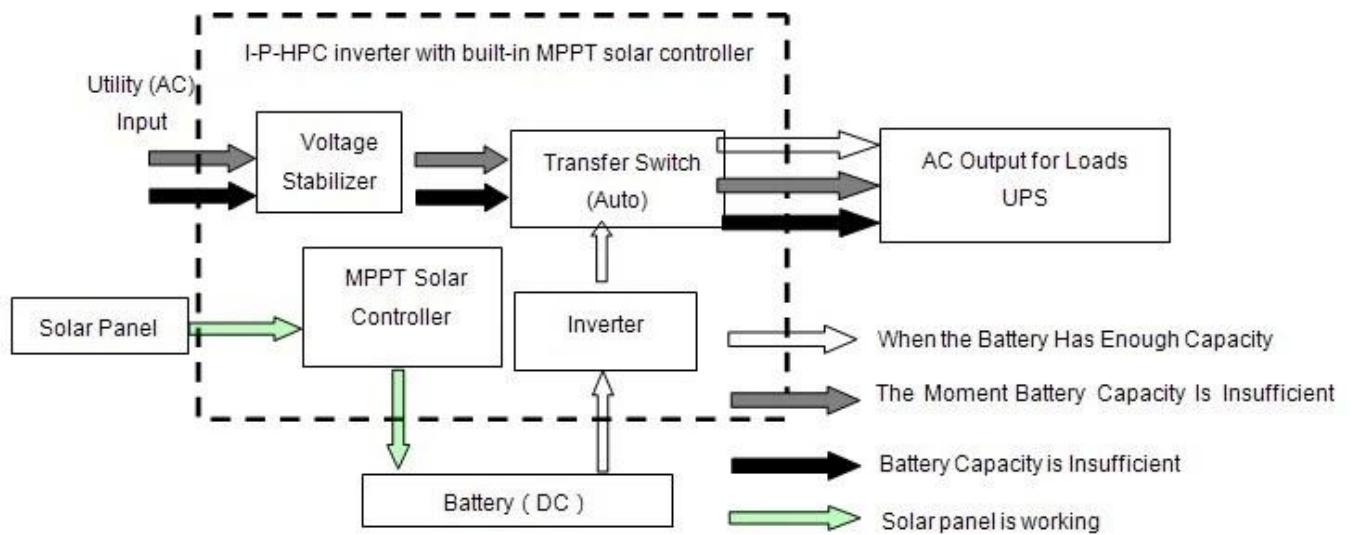 I-P-HPC inverter with built-in MPPT solar controller
Utility (AC)
Input
Voltage
Stabilizer
Transfer Switch
(Auto)
AC Output for Loads
UPS
MPPT Solar
Controller
Solar Panel
Inverter
When the Battery Has Enough Capacity
The Moment Battery Capacity Is Insufficient
Battery Capacity is Insufficient
Battery ( DC )
Solar panel is working